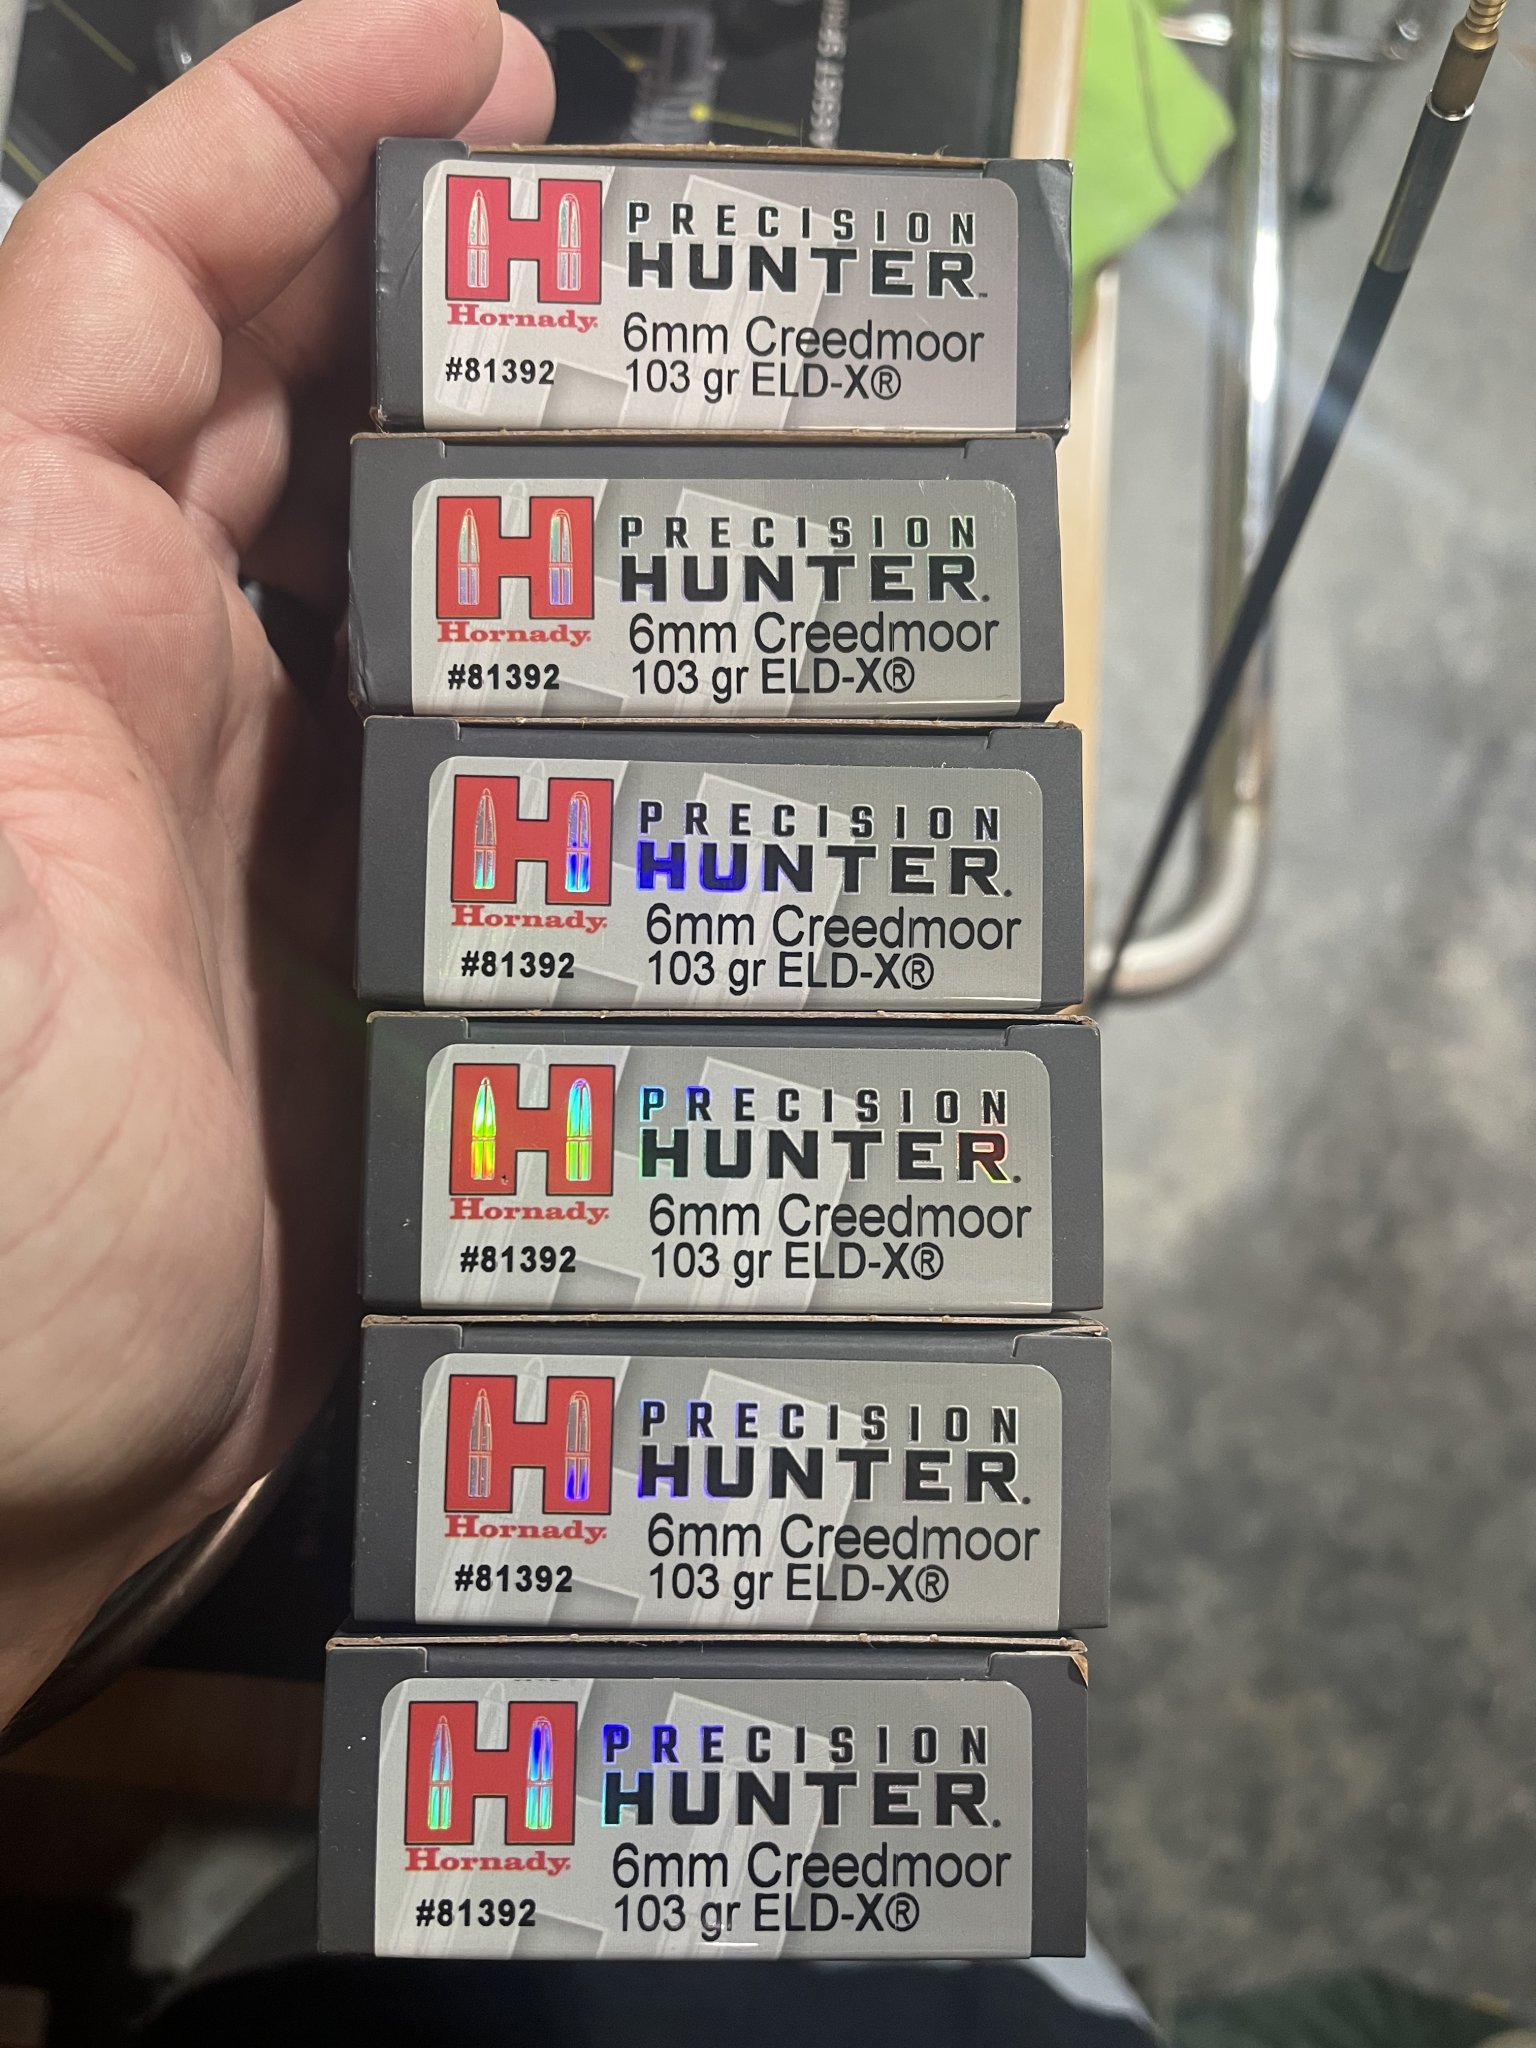 PRECISION
HUNTER™
Hornady®
6mm Creedmoor
#81392
103 gr ELD-X®
PRECISION
HUNTER®
Hornady®
6mm Creedmoor
#81392
103 gr ELD-X®
PRECISION
HUNTER®
Hornady®
6mm Creedmoor
#81392
103 gr ELD-X®
PRECISION
HUNTER®
Hornady®
6mm Creedmoor
#81392
103 gr ELD-X®
PRECISION
HUNTER®
Hornady®
6mm Creedmoor
#81392
103 gr ELD-X®
PRECISION
HUNTER®
Hornady®
6mm Creedmoor
#81392
103 gr ELD-X®